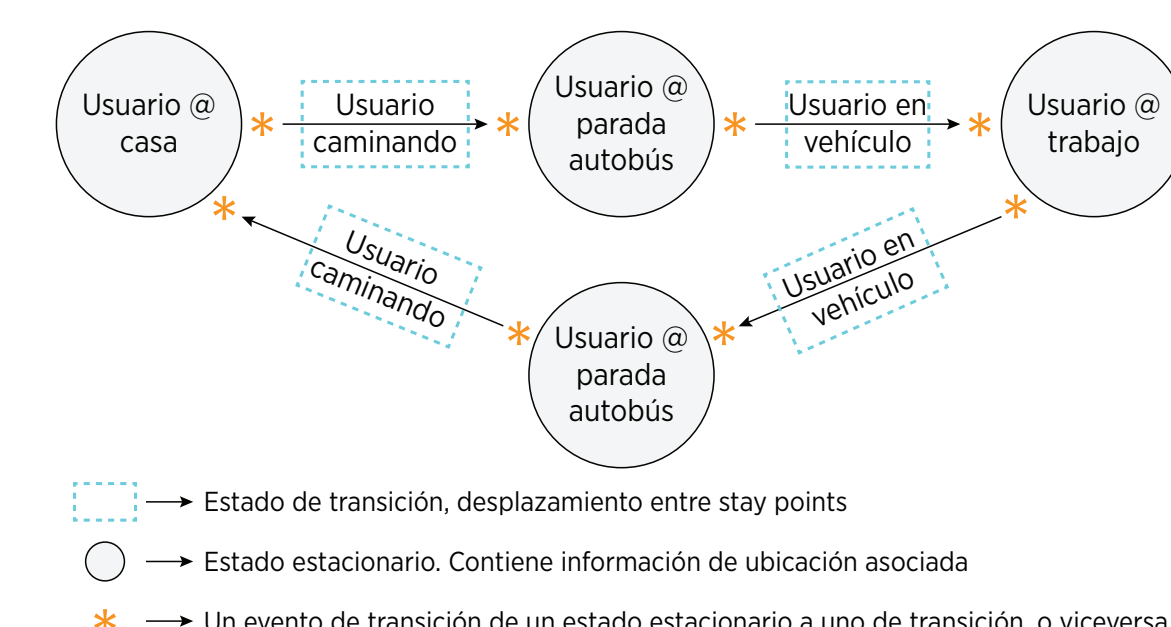 Usuario @
casa
Usuario
caminando
Usuario @
parada
autobús
Usuario en
vehículo
Usuario @
trabajo
Usuario
caminando
Usuario @
parada
autobús
Usuario en
vehículo
Estado de transición, desplazamiento entre stay points
Estado estacionario. Contiene información de ubicación asociada
Un evento de transición de un estado estacionario a uno de transición, o viceversa